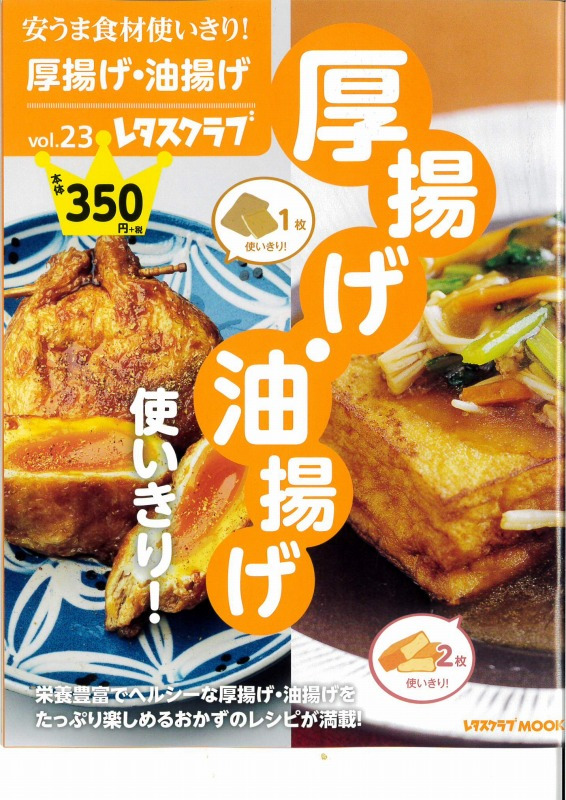 安うま食材使いきり!
厚揚げ・油揚げ
vol.23 レタスクラブ
本体
350
円+税
厚揚げ・油揚げ
使いきり!
1枚
使いきり!
2枚
使いきり!
栄養豊富でヘルシーな厚揚げ・油揚げを
たっぷり楽しめるおかずのレシピが満載!
レタスクラブMOOK